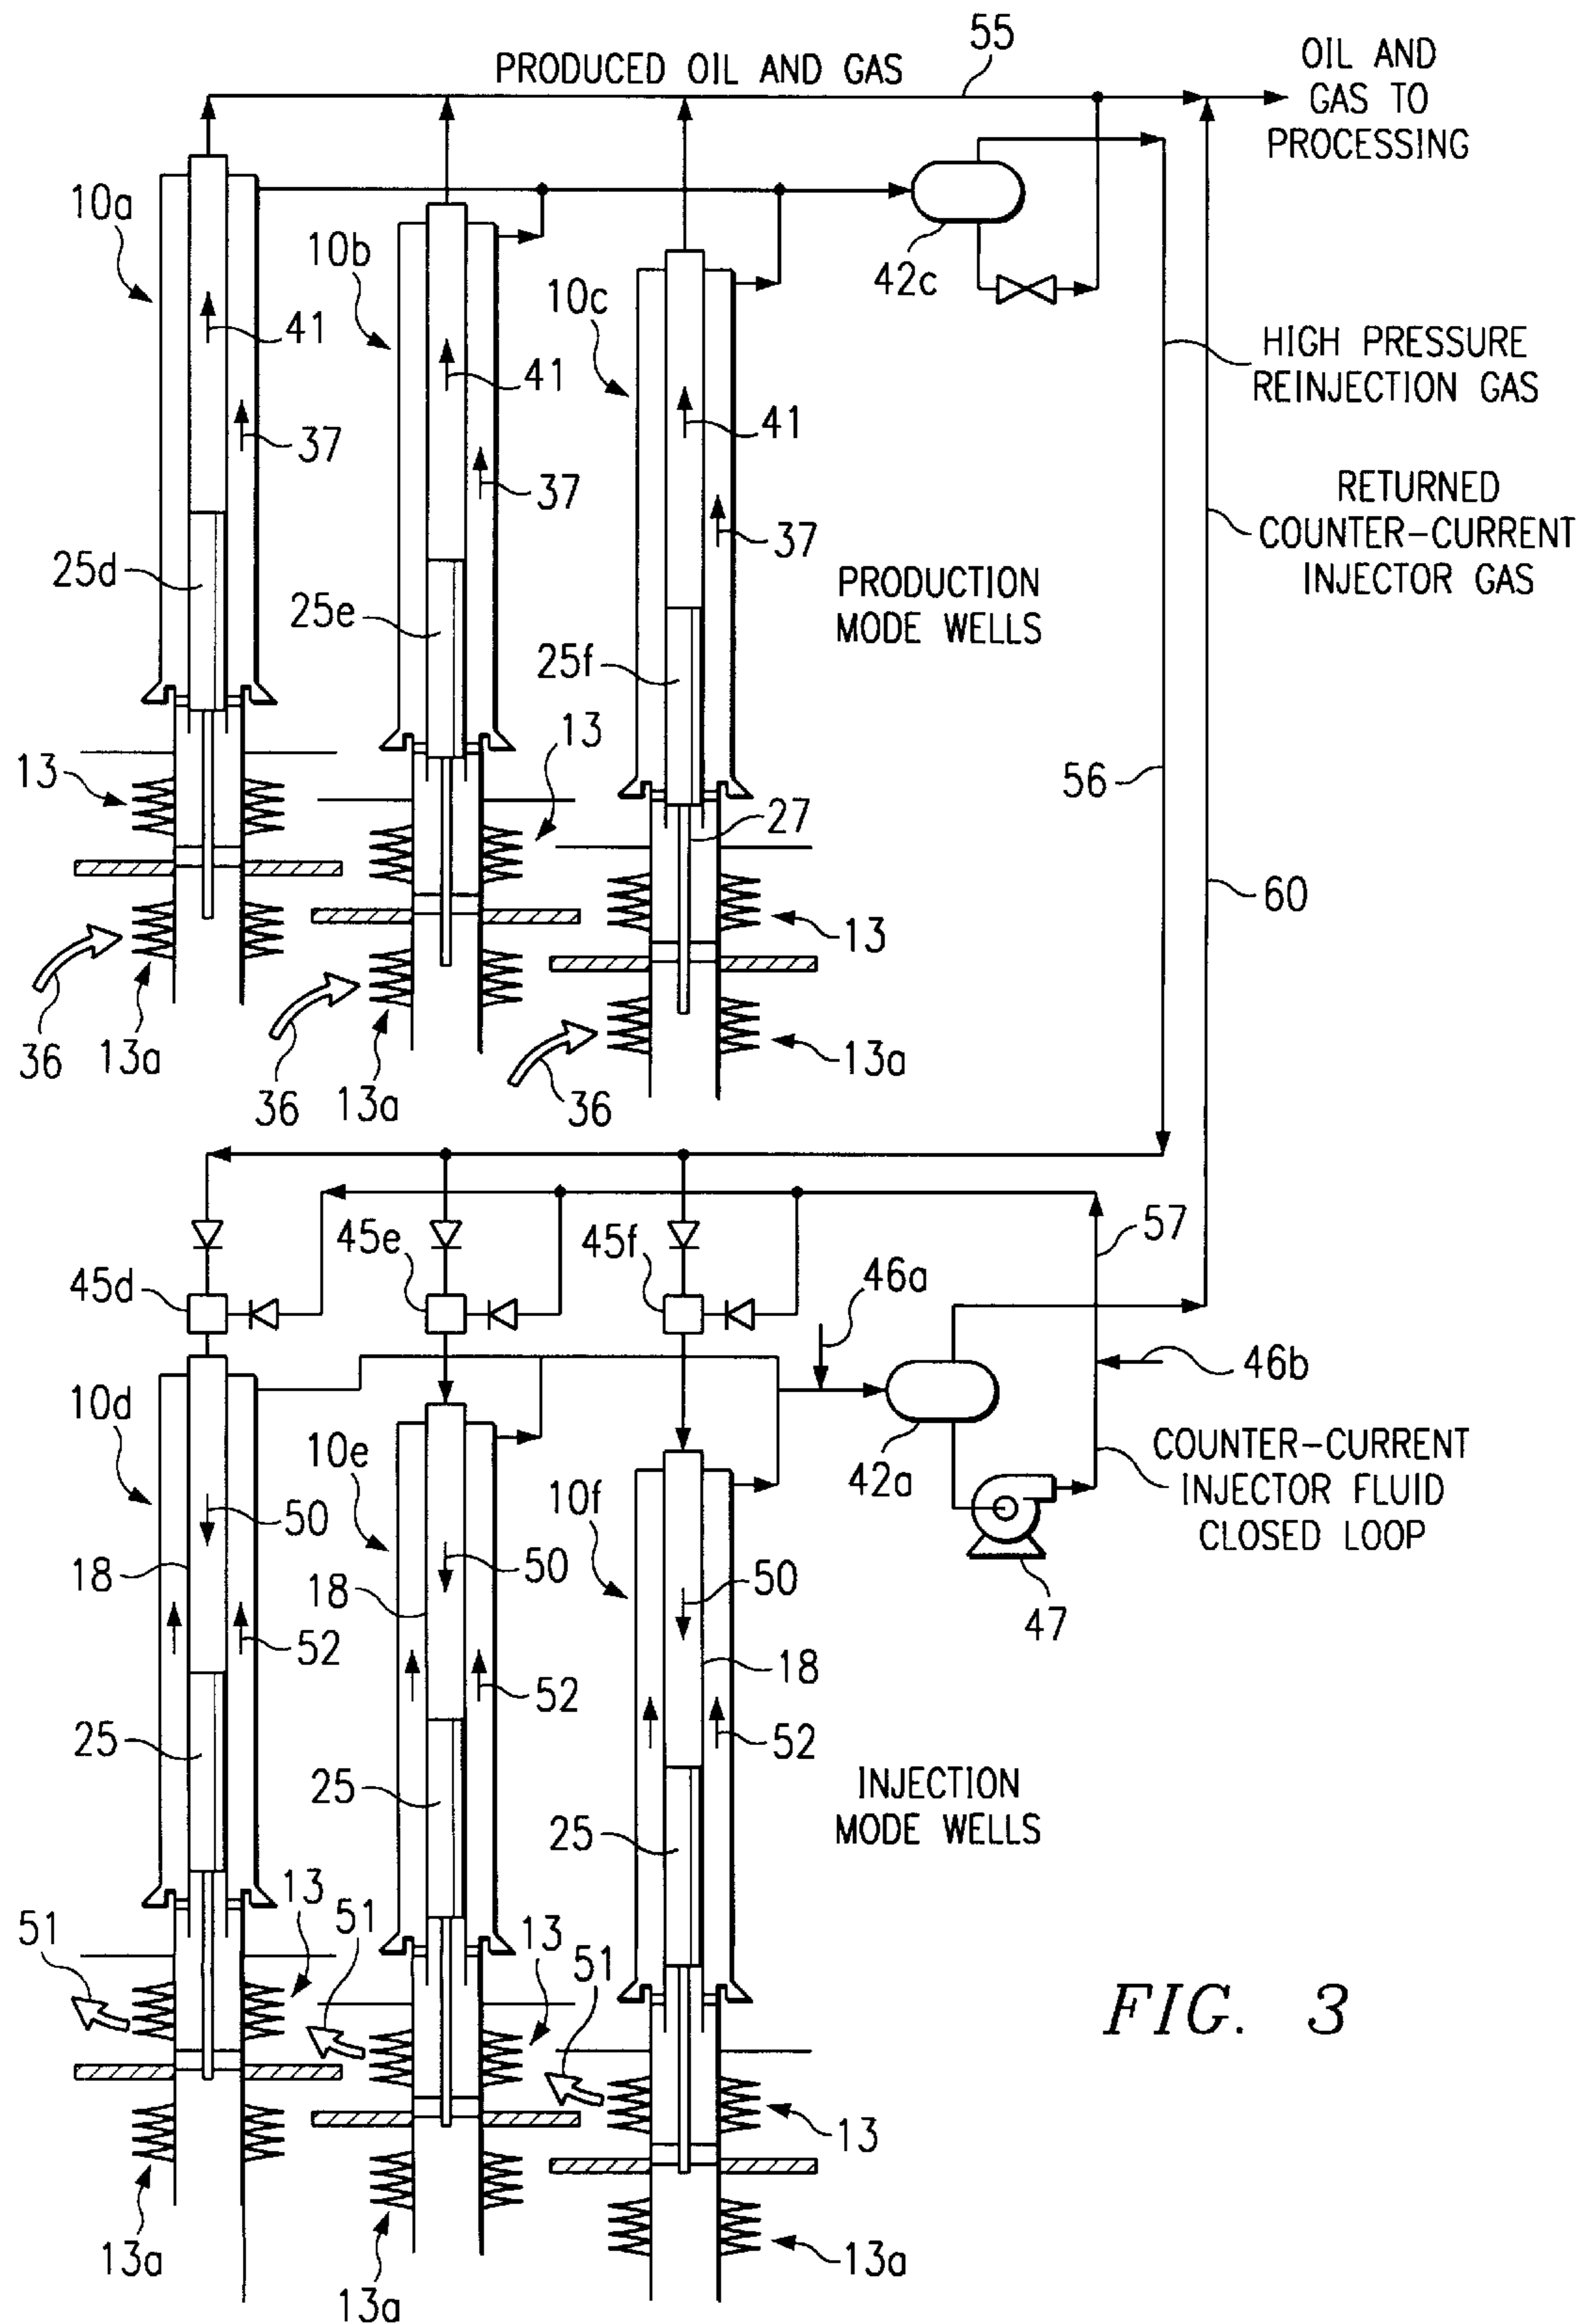 55
PRODUCED OIL AND GAS
OIL AND
GAS TO
PROCESSING
10a
10b
42c
10c
HIGH PRESSURE
REINJECTION GAS
41
41
41
37
37
37
RETURNED
COUNTER-CURRENT
INJECTOR GAS
25d
25e
25f
PRODUCTION
MODE WELLS
13
13
56
27
60
13
36
13a
36
13a
36
13a
57
45d
45e
45f
46a
46b
10d
10e
10f
42a
COUNTER-CURRENT
INJECTOR FLUID
CLOSED LOOP
50
50
50
18
18
18
47
52
52
52
25
25
25
INJECTION
MODE WELLS
51
13
51
13
51
13
FIG. 3
13a
13a
13a